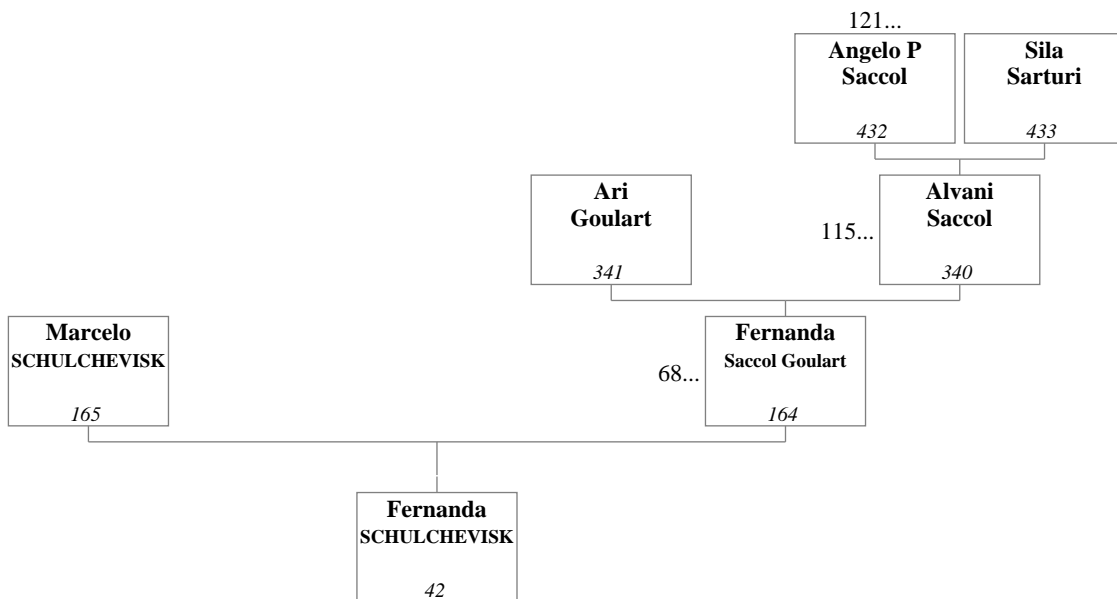 121...
Angelo P
Saccol
432
Sila
Sarturi
433
Ari
Goulart
341
115...
Alvani
Saccol
340
Marcelo
SCHULCHEVISK
165
68...
Fernanda
Saccol Goulart
164
Fernanda
SCHULCHEVISK
42